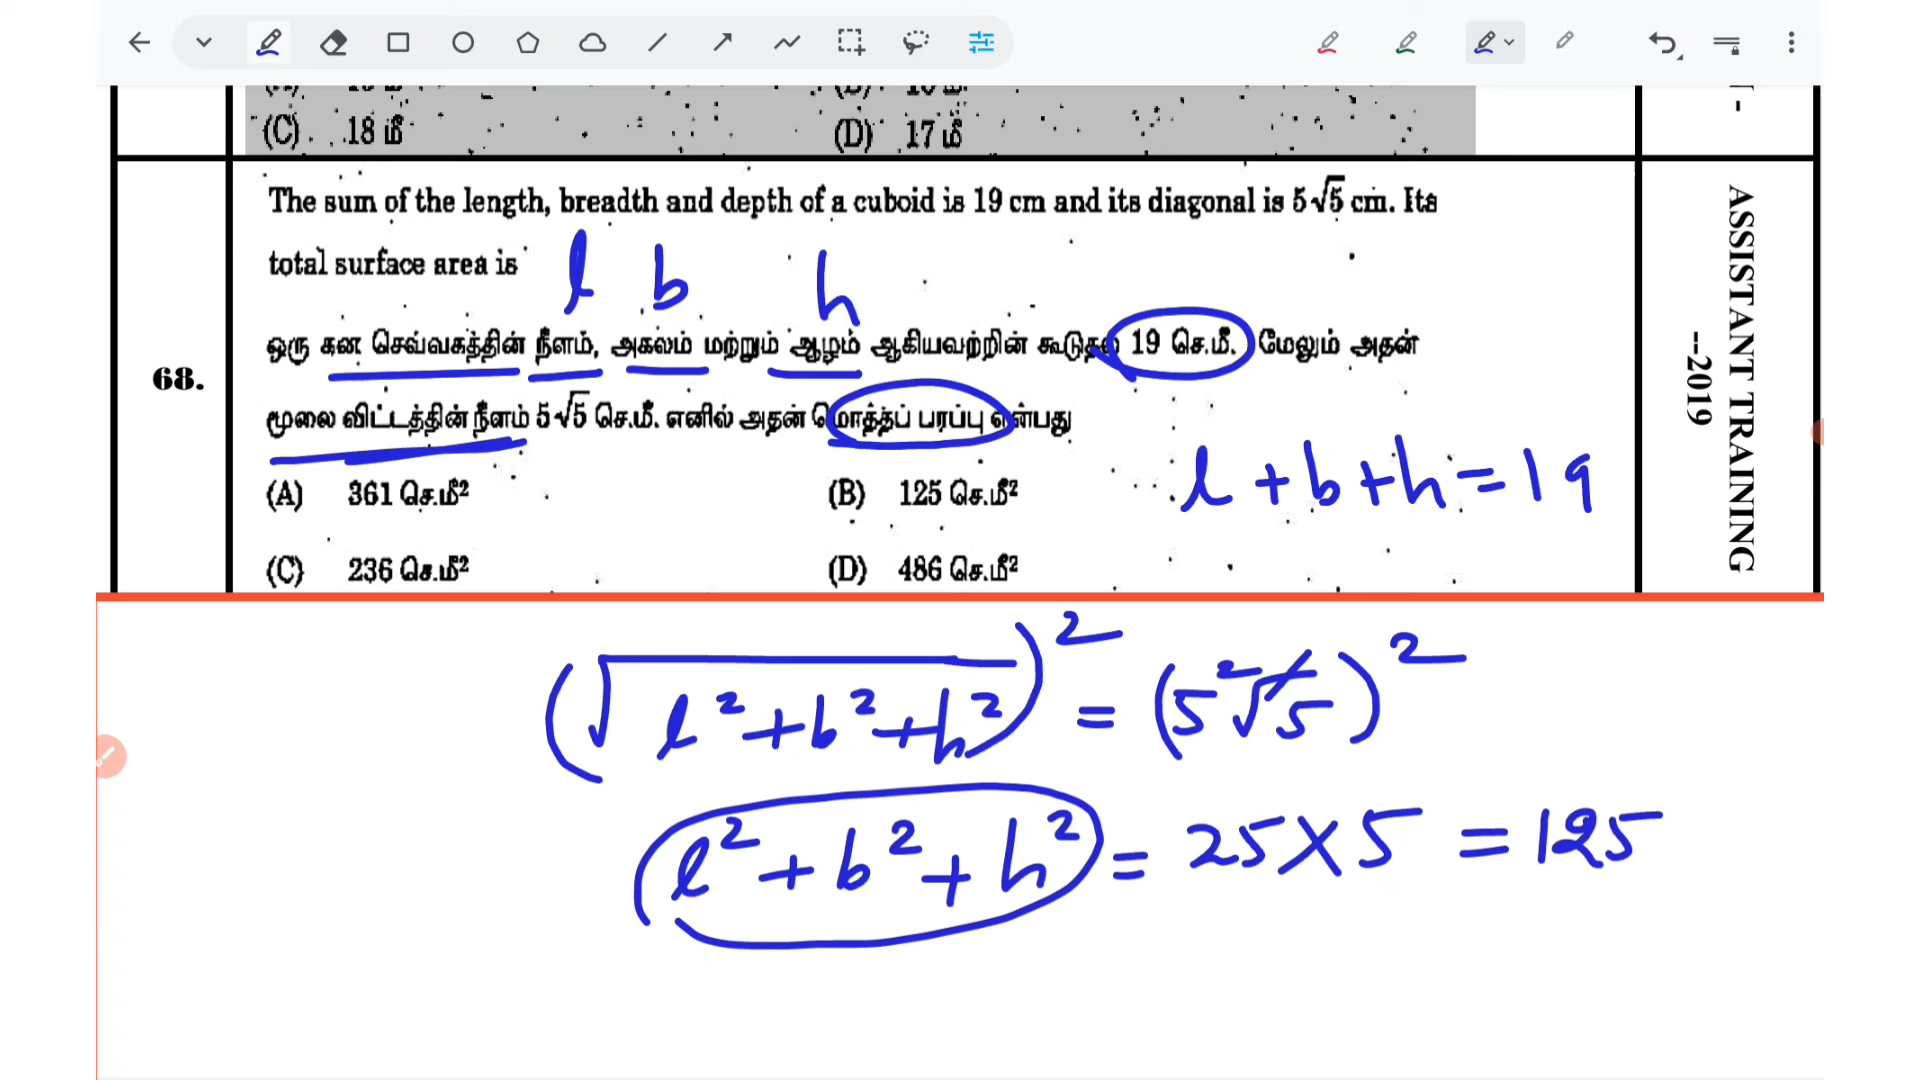 (C) 18 மீ (D) 17 மீ
68.
The sum of the length, breadth and depth of a cuboid is 19 cm and its diagonal is 5√5 cm. Its
total surface area is
l b h
ஒரு கன செவ்வகத்தின் நீளம், அகலம் மற்றும் ஆழம் ஆகியவற்றின் கூடுதல் 19 செ.மீ. மேலும் அதன்
மூலை விட்டத்தின் நீளம் 5√5 செ.மீ. எனில் அதன் மொத்தப் பரப்பு என்பது
l + b + h = 19
(A) 361 செ.மீ² (B) 125 செ.மீ²
(C) 236 செ.மீ² (D) 486 செ.மீ²
ASSISTANT TRAINING
--2019
(√l²+b²+h²)² = (5²√5)²
(l²+b²+h²) = 25×5 = 125